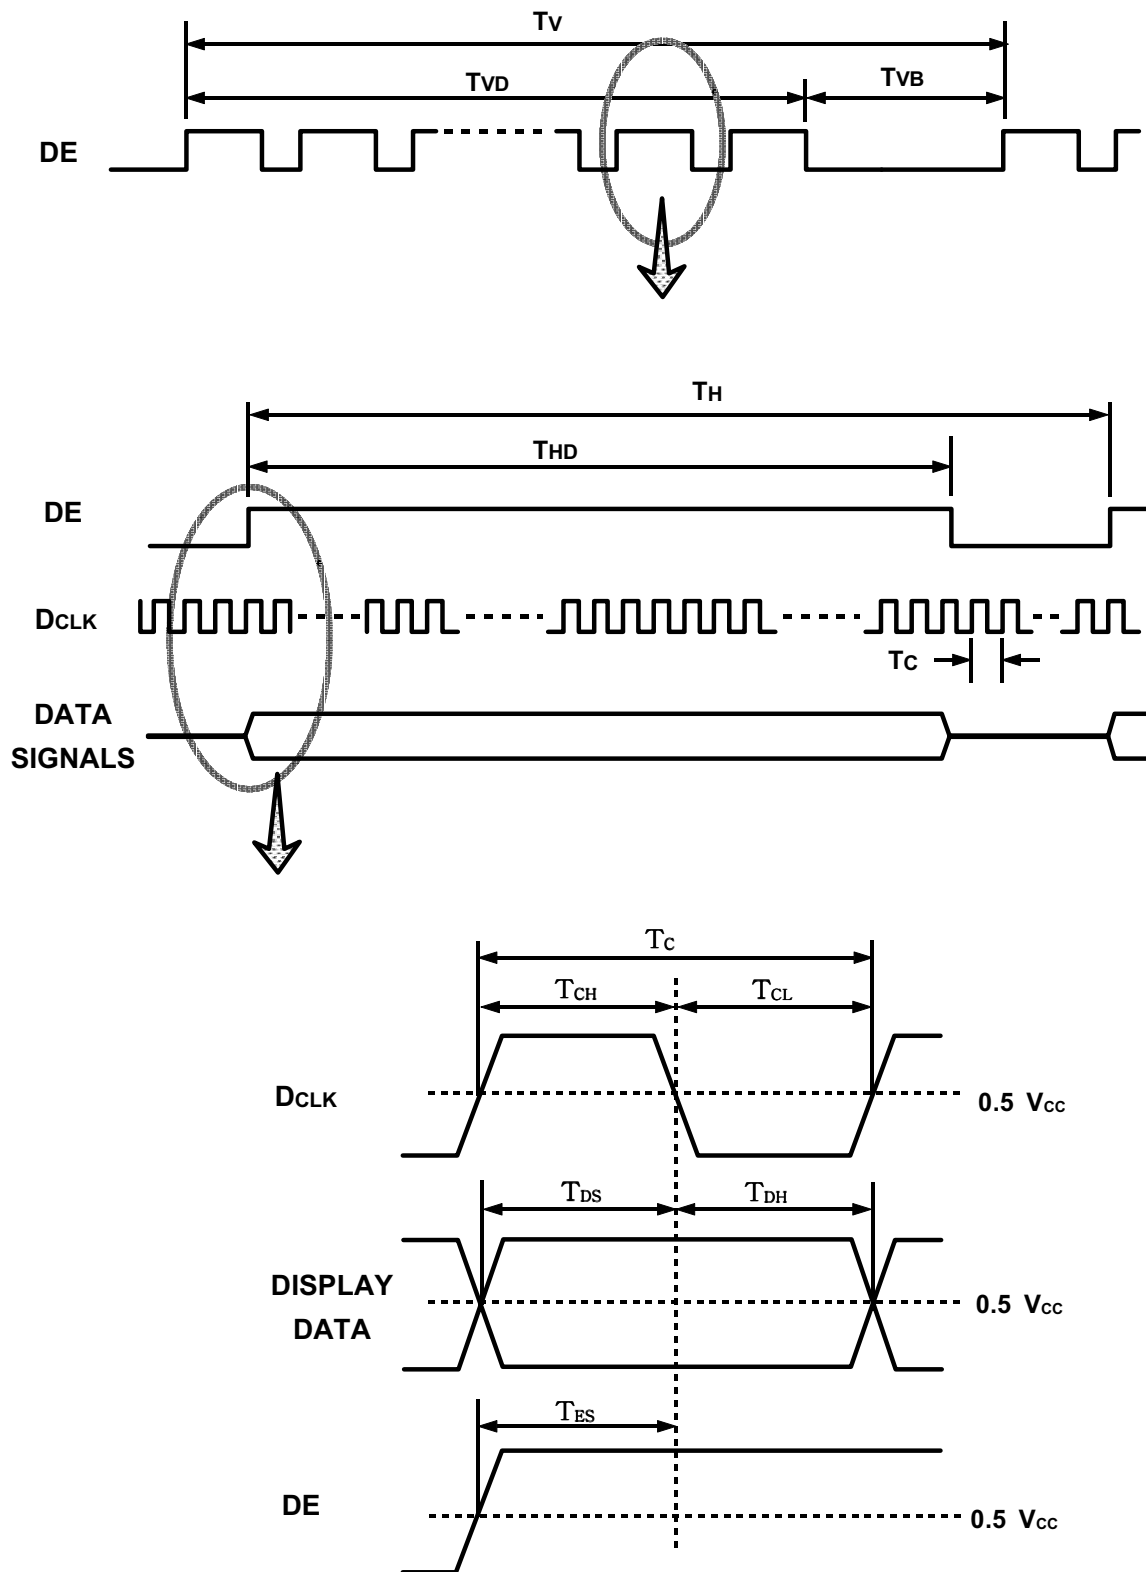 TV
TVD
TVB
DE
TH
THD
DE
DCLK
TC
DATA
SIGNALS
TC
TCH
TCL
DCLK
0.5 VCC
TDS
TDH
DISPLAY
DATA
0.5 VCC
TES
DE
0.5 VCC